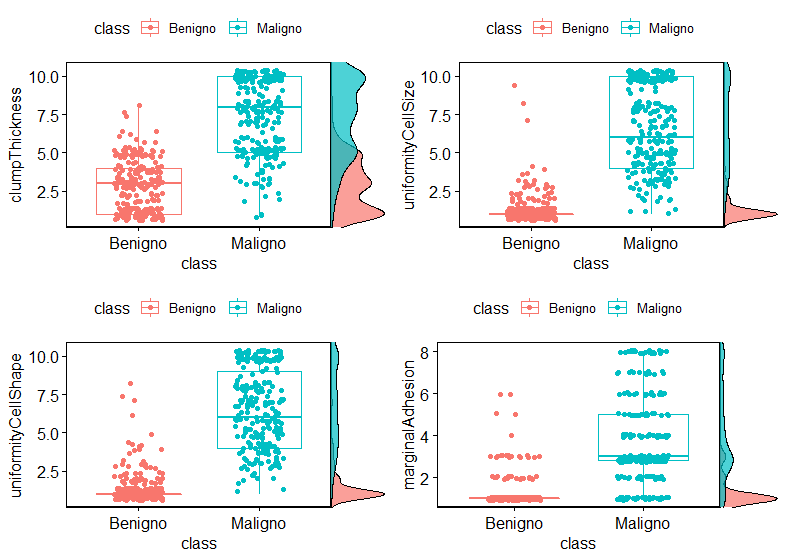 class Benigno Maligno
clumpThickness
10.0
7.5
5.0
2.5
Benigno Maligno
class
class Benigno Maligno
uniformityCellSize
10.0
7.5
5.0
2.5
Benigno Maligno
class
class Benigno Maligno
uniformityCellShape
10.0
7.5
5.0
2.5
Benigno Maligno
class
class Benigno Maligno
marginalAdhesion
8
6
4
2
Benigno Maligno
class